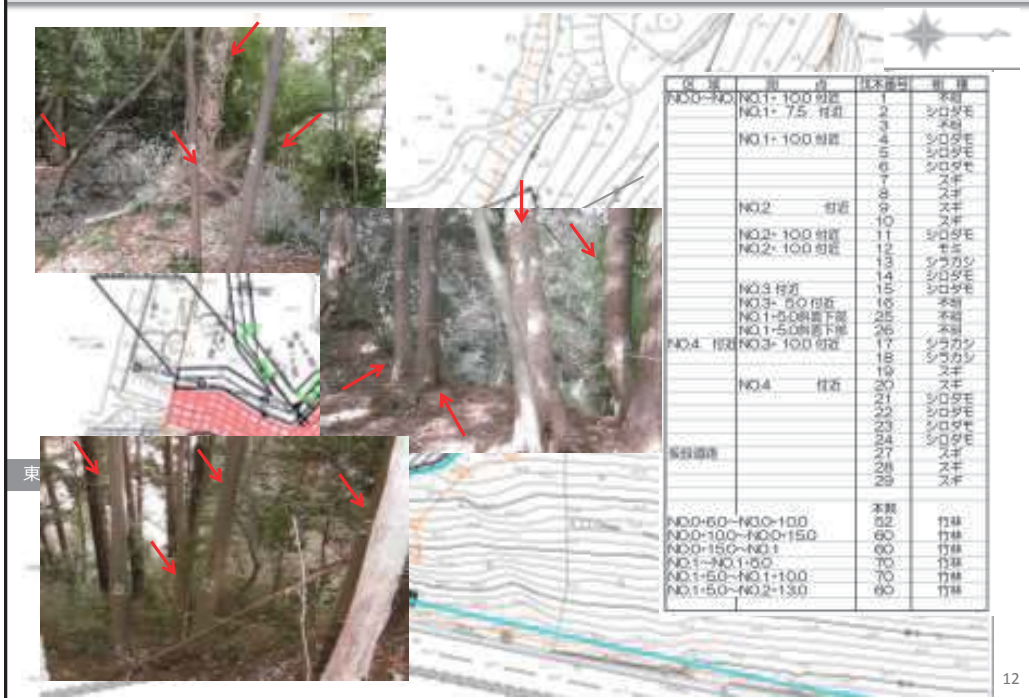 区 域 測 点 伐木番号 樹 種
NO.0~NO. NO.1+ 10.0 付近 1 不明
NO.1+ 7.5 付近 2 シロダモ
3 不明
NO.1+ 10.0 付近 4 シロダモ
5 シロダモ
6 シロダモ
7 スギ
8 スギ
NO.2 付近 9 スギ
10 スギ
NO.2+ 10.0 付近 11 シロダモ
NO.2+ 10.0 付近 12 モミ
13 シラカシ
14 シロダモ
NO.3 付近 15 シロダモ
NO.3+ 5.0 付近 16 不明
NO.1+5.0斜面下部 25 不明
NO.1+5.0斜面下部 26 不明
NO.4 付近 NO.3+ 10.0 付近 17 シラカシ
18 シラカシ
19 スギ
NO.4 付近 20 スギ
21 シロダモ
22 シロダモ
23 シロダモ
24 シロダモ
仮設道路 27 スギ
28 スギ
29 スギ
本数
NO.0+6.0~NO.0+10.0 52 竹林
NO.0+10.0~NO.0+15.0 60 竹林
NO.0+15.0~NO.1 60 竹林
NO.1~NO.1+5.0 70 竹林
NO.1+5.0~NO.1+10.0 70 竹林
NO.1+5.0~NO.2+13.0 60 竹林
東
12